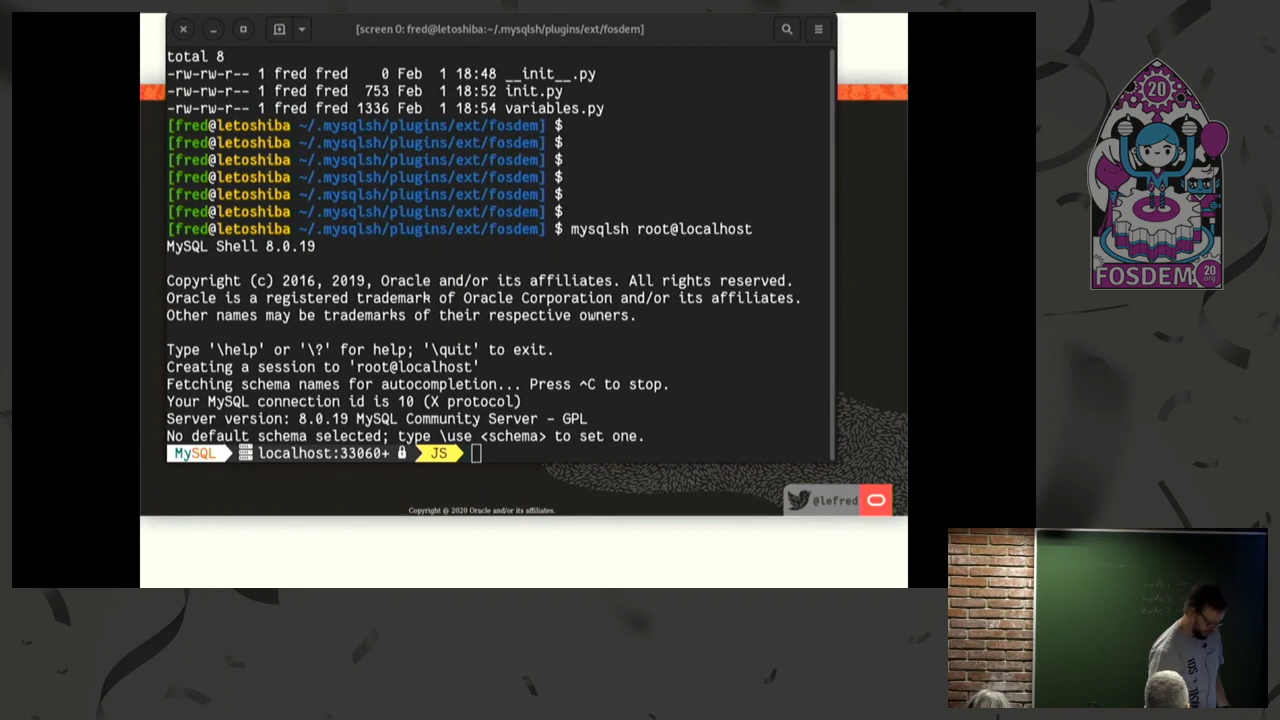 [screen 0: fred@letoshiba:~/.mysqlsh/plugins/ext/fosdem]
total 8
-rw-rw-r-- 1 fred fred    0 Feb  1 18:48 __init__.py
-rw-rw-r-- 1 fred fred  753 Feb  1 18:52 init.py
-rw-rw-r-- 1 fred fred 1336 Feb  1 18:54 variables.py
[fred@letoshiba ~/.mysqlsh/plugins/ext/fosdem] $
[fred@letoshiba ~/.mysqlsh/plugins/ext/fosdem] $
[fred@letoshiba ~/.mysqlsh/plugins/ext/fosdem] $
[fred@letoshiba ~/.mysqlsh/plugins/ext/fosdem] $
[fred@letoshiba ~/.mysqlsh/plugins/ext/fosdem] $
[fred@letoshiba ~/.mysqlsh/plugins/ext/fosdem] $
[fred@letoshiba ~/.mysqlsh/plugins/ext/fosdem] $ mysqlsh root@localhost
MySQL Shell 8.0.19
Copyright (c) 2016, 2019, Oracle and/or its affiliates. All rights reserved.
Oracle is a registered trademark of Oracle Corporation and/or its affiliates.
Other names may be trademarks of their respective owners.
Type '\help' or '\?' for help; '\quit' to exit.
Creating a session to 'root@localhost'
Fetching schema names for autocompletion... Press ^C to stop.
Your MySQL connection id is 10 (X protocol)
Server version: 8.0.19 MySQL Community Server - GPL
No default schema selected; type \use <schema> to set one.
MySQL localhost:33060+ JS
@lefred
Copyright @ 2020 Oracle and/or its affiliates.
20
FOSDEM 20
.org